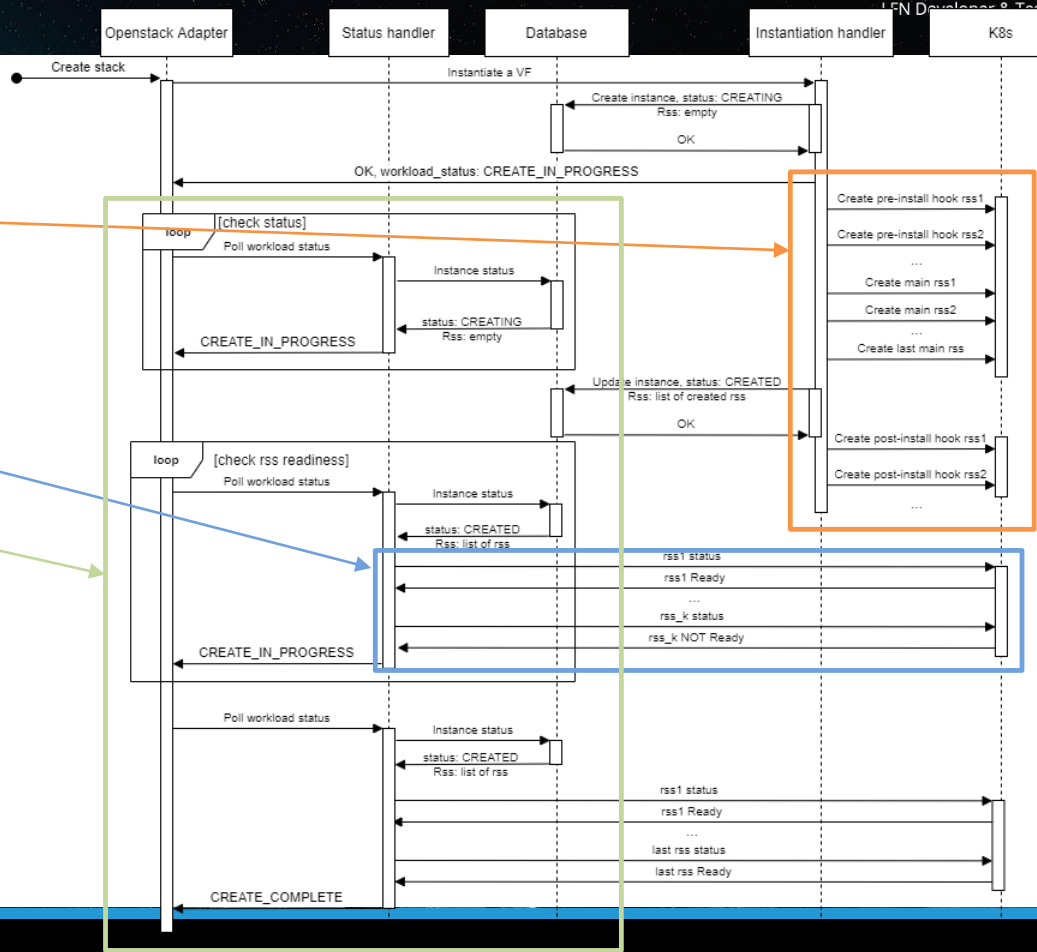 LFN Developer & Tes
Openstack Adapter
Status handler
Database
Instantiation handler
K8s
Create stack
Instantiate a VF
Create instance, status: CREATING
Rss: empty
OK
OK, workload_status: CREATE_IN_PROGRESS
Create pre-install hook rss1
Create pre-install hook rss2
...
Create main rss1
Create main rss2
...
Create last main rss
loop
[check status]
Poll workload status
Instance status
status: CREATING
Rss: empty
CREATE_IN_PROGRESS
Update instance, status: CREATED
Rss: list of created rss
OK
Create post-install hook rss1
Create post-install hook rss2
...
loop
[check rss readiness]
Poll workload status
Instance status
status: CREATED
Rss: list of rss
rss1 status
rss1 Ready
...
rss_k status
rss_k NOT Ready
CREATE_IN_PROGRESS
Poll workload status
Instance status
status: CREATED
Rss: list of rss
rss1 status
rss1 Ready
...
last rss status
last rss Ready
CREATE_COMPLETE